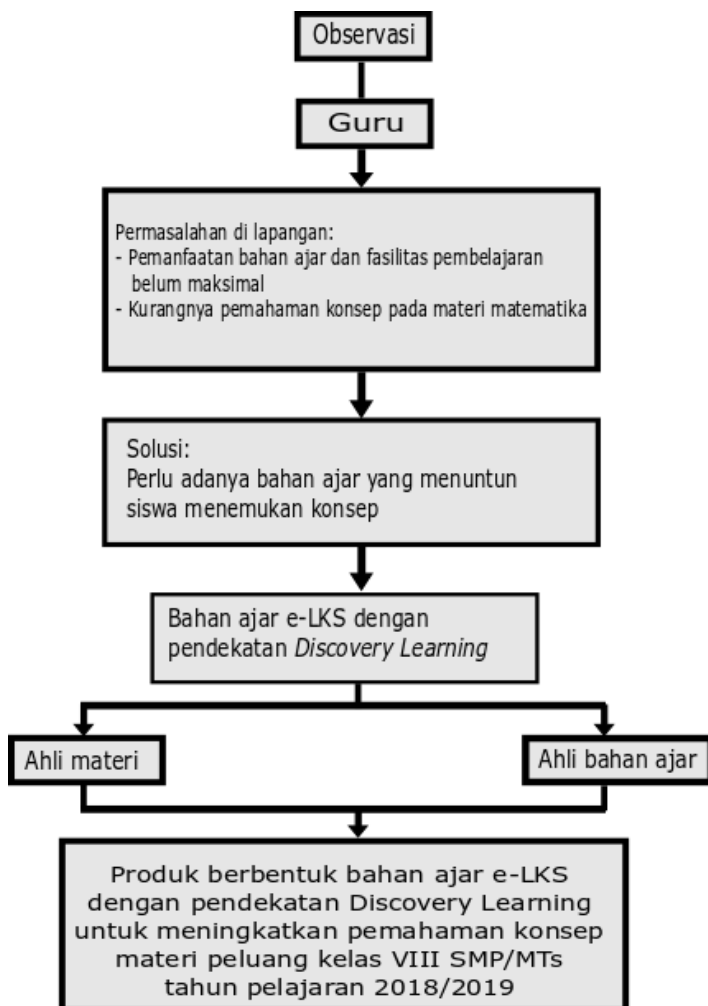 Observasi
Guru
Permasalahan di lapangan:
- Pemanfaatan bahan ajar dan fasilitas pembelajaran
belum maksimal
- Kurangnya pemahaman konsep pada materi matematika
Solusi:
Perlu adanya bahan ajar yang menuntun
siswa menemukan konsep
Bahan ajar e-LKS dengan
pendekatan Discovery Learning
Ahli materi
Ahli bahan ajar
Produk berbentuk bahan ajar e-LKS
dengan pendekatan Discovery Learning
untuk meningkatkan pemahaman konsep
materi peluang kelas VIII SMP/MTs
tahun pelajaran 2018/2019